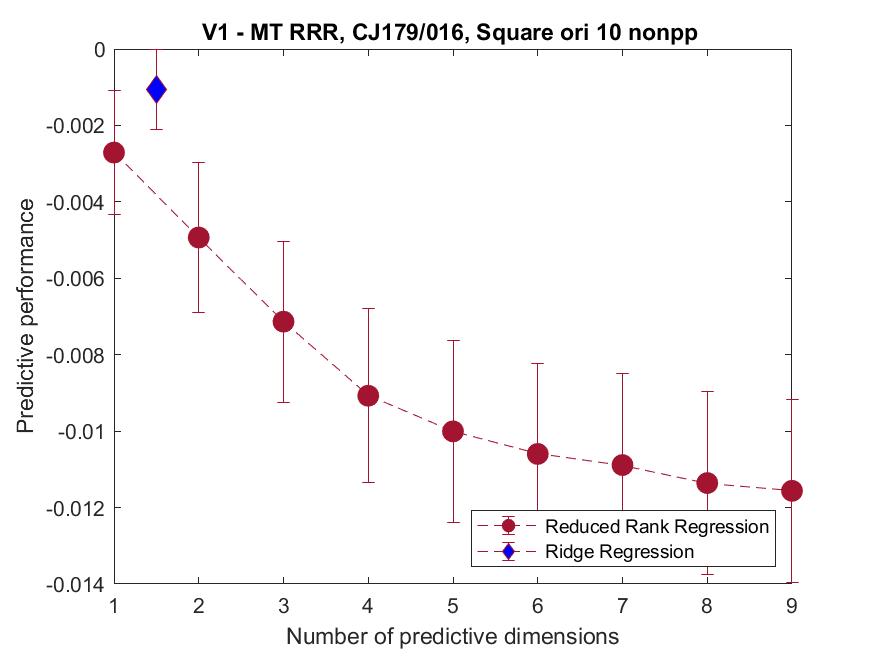 V1 - MT RRR, CJ179/016, Square ori 10 nonpp
0
-0.002
-0.004
-0.006
-0.008
-0.01
-0.012
-0.014
Predictive performance
1 2 3 4 5 6 7 8 9
Number of predictive dimensions
Reduced Rank Regression
Ridge Regression